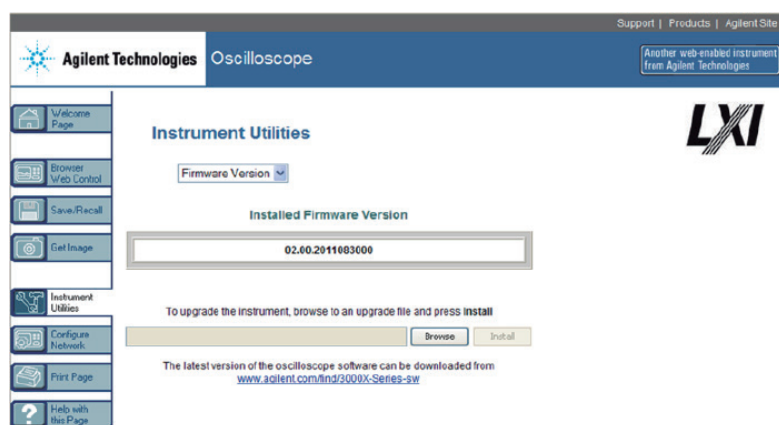 Support | Products | Agilent Site
Agilent Technologies
Oscilloscope
Another web-enabled instrument
from Agilent Technologies
LXI
Welcome
Page
Browser
Web Control
Save/Recall
Get Image
Instrument
Utilities
Configure
Network
Print Page
Help with
this Page
Instrument Utilities
Firmware Version
Installed Firmware Version
02.00.2011083000
To upgrade the instrument, browse to an upgrade file and press Install
Browse
Install
The latest version of the oscilloscope software can be downloaded from
www.agilent.com/find/3000X-Series-sw